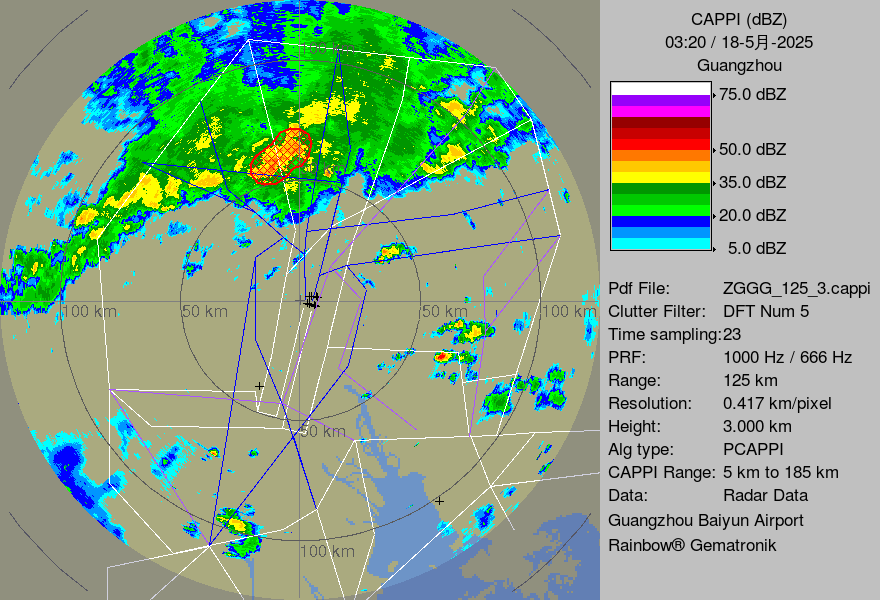 CAPPI (dBZ)
03:20 / 18-5月-2025
Guangzhou
75.0 dBZ
50.0 dBZ
35.0 dBZ
20.0 dBZ
5.0 dBZ
Pdf File: ZGGG_125_3.cappi
Clutter Filter: DFT Num 5
Time sampling:23
PRF: 1000 Hz / 666 Hz
Range: 125 km
Resolution: 0.417 km/pixel
Height: 3.000 km
Alg type: PCAPPI
CAPPI Range: 5 km to 185 km
Data: Radar Data
Guangzhou Baiyun Airport
Rainbow® Gematronik
100 km
100 km
50 km
50 km
100 km
50 km
100 km